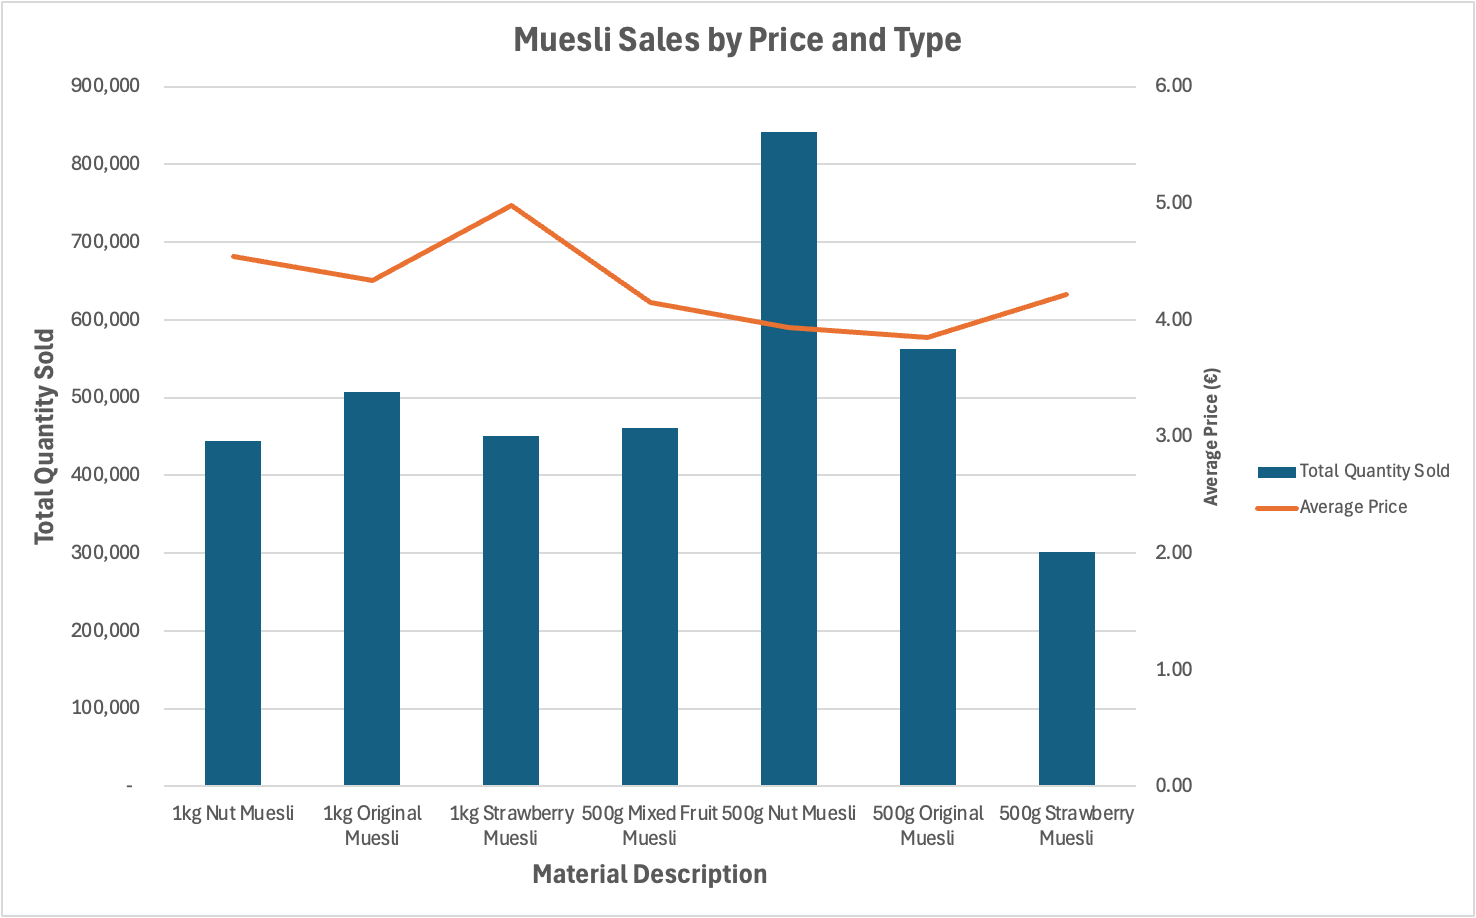 Muesli Sales by Price and Type
900,000
800,000
700,000
600,000
500,000
400,000
300,000
200,000
100,000
-
Total Quantity Sold
6.00
5.00
4.00
3.00
2.00
1.00
0.00
Average Price (€)
Total Quantity Sold
Average Price
1kg Nut Muesli
1kg Original
Muesli
1kg Strawberry
Muesli
500g Mixed Fruit
Muesli
500g Nut Muesli
500g Original
Muesli
500g Strawberry
Muesli
Material Description